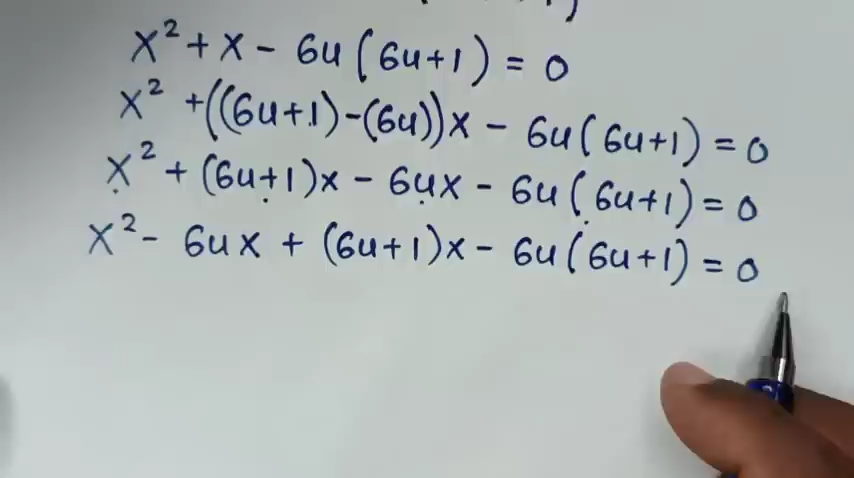 x² + x - 6u(6u+1) = 0
x² + ((6u+1)-(6u))x - 6u(6u+1) = 0
x² + (6u+1)x - 6ux - 6u(6u+1) = 0
x² - 6ux + (6u+1)x - 6u(6u+1) = 0